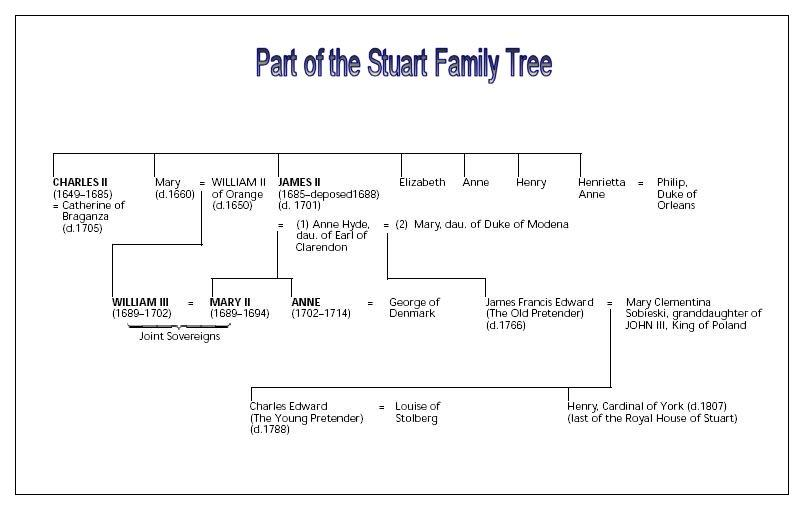 Part of the Stuart Family Tree
CHARLES II
(1649–1685)
= Catherine of
Braganza
(d.1705)
Mary
(d.1660)
=
WILLIAM II
of Orange
(d.1650)
JAMES II
(1685–deposed1688)
(d. 1701)
Elizabeth
Anne
Henry
Henrietta
Anne
=
Philip,
Duke of
Orleans
= (1) Anne Hyde,
dau. of Earl of
Clarendon
= (2) Mary, dau. of Duke of Modena
WILLIAM III
(1689–1702)
=
MARY II
(1689–1694)
Joint Sovereigns
ANNE
(1702–1714)
=
George of
Denmark
James Francis Edward
(The Old Pretender)
(d.1766)
=
Mary Clementina
Sobieski, granddaughter of
JOHN III, King of Poland
Charles Edward
(The Young Pretender)
(d.1788)
=
Louise of
Stolberg
Henry, Cardinal of York (d.1807)
(last of the Royal House of Stuart)